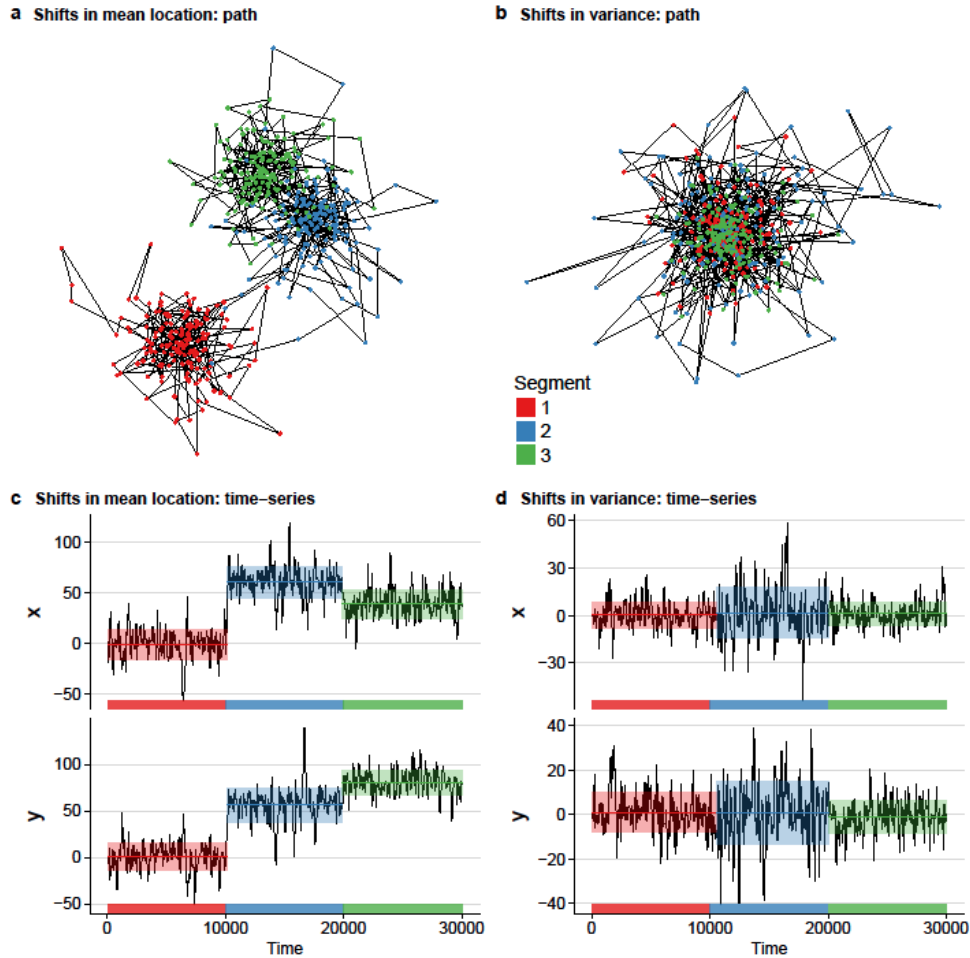 a Shifts in mean location: path
b Shifts in variance: path
Segment
1
2
3
c Shifts in mean location: time–series
100
50
0
−50
x
100
50
0
−50
y
0 10000 20000 30000
Time
d Shifts in variance: time–series
60
30
0
−30
x
40
20
0
−20
−40
y
0 10000 20000 30000
Time